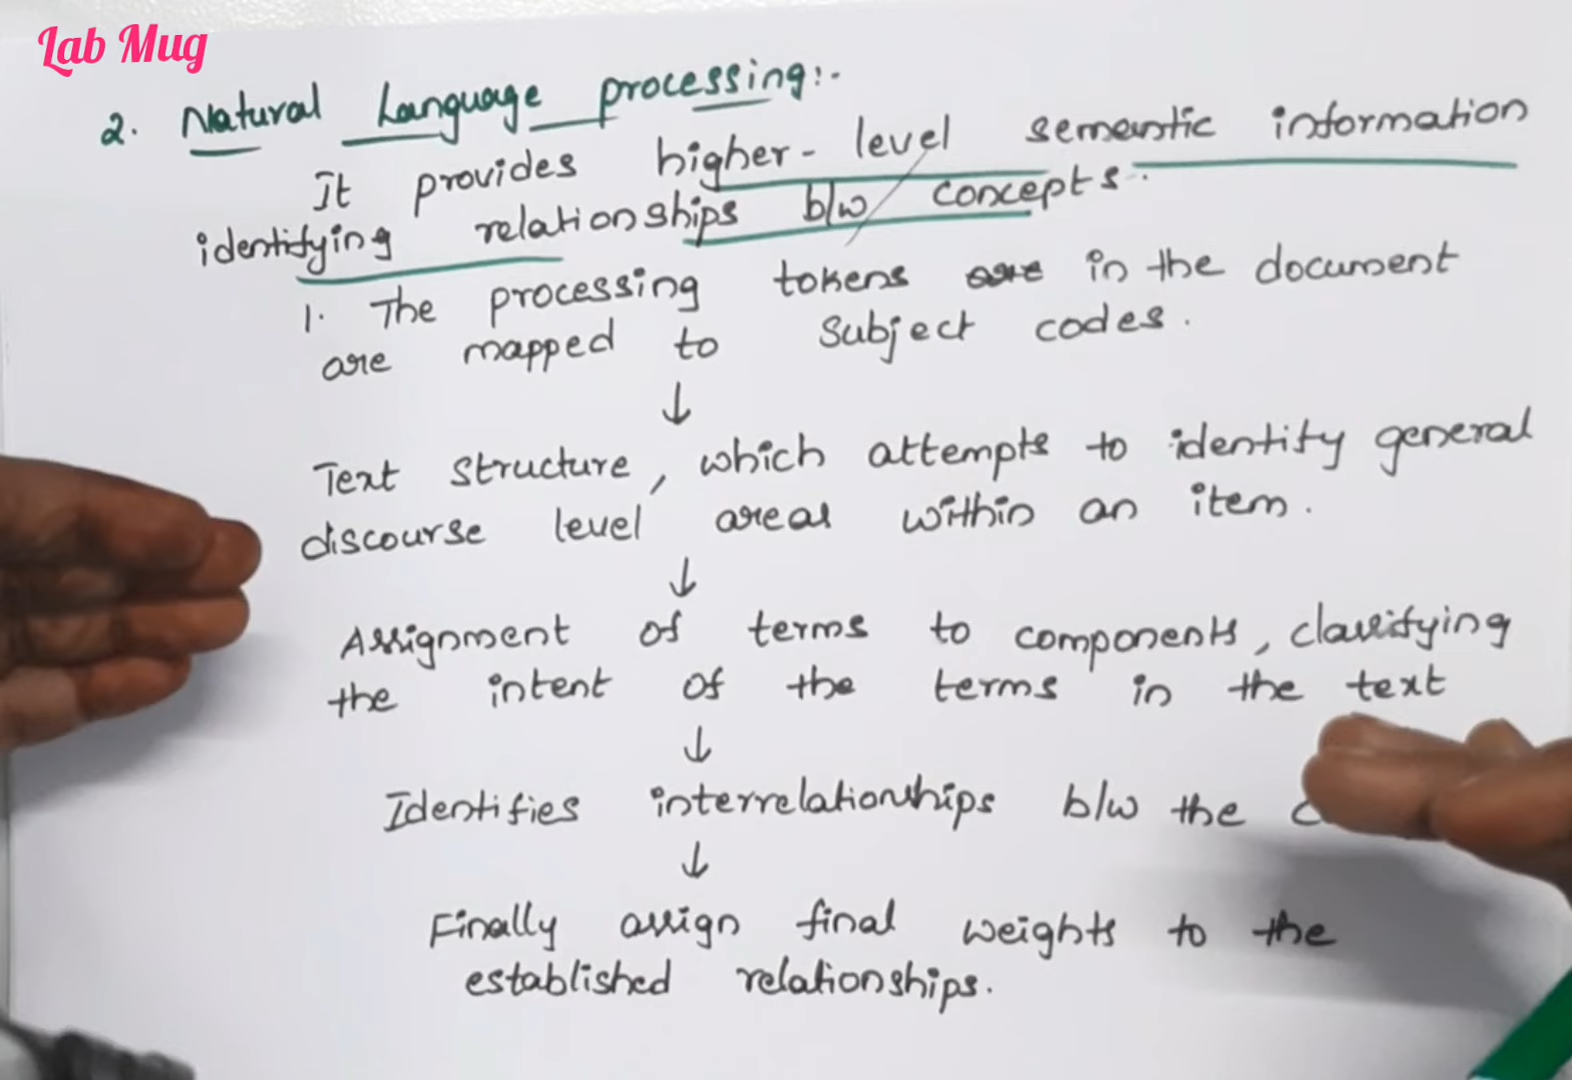 Lab Mug
2. Natural Language processing:-
It provides higher-level semantic information
identifying relationships b/w concepts.
1. The processing tokens in the document
are mapped to Subject codes.
↓
Text structure, which attempts to identify general
discourse level areas within an item.
↓
Assignment of terms to components, classifying
the intent of the terms in the text
↓
Identifies interrelationships b/w the
↓
Finally assign final weights to the
established relationships.